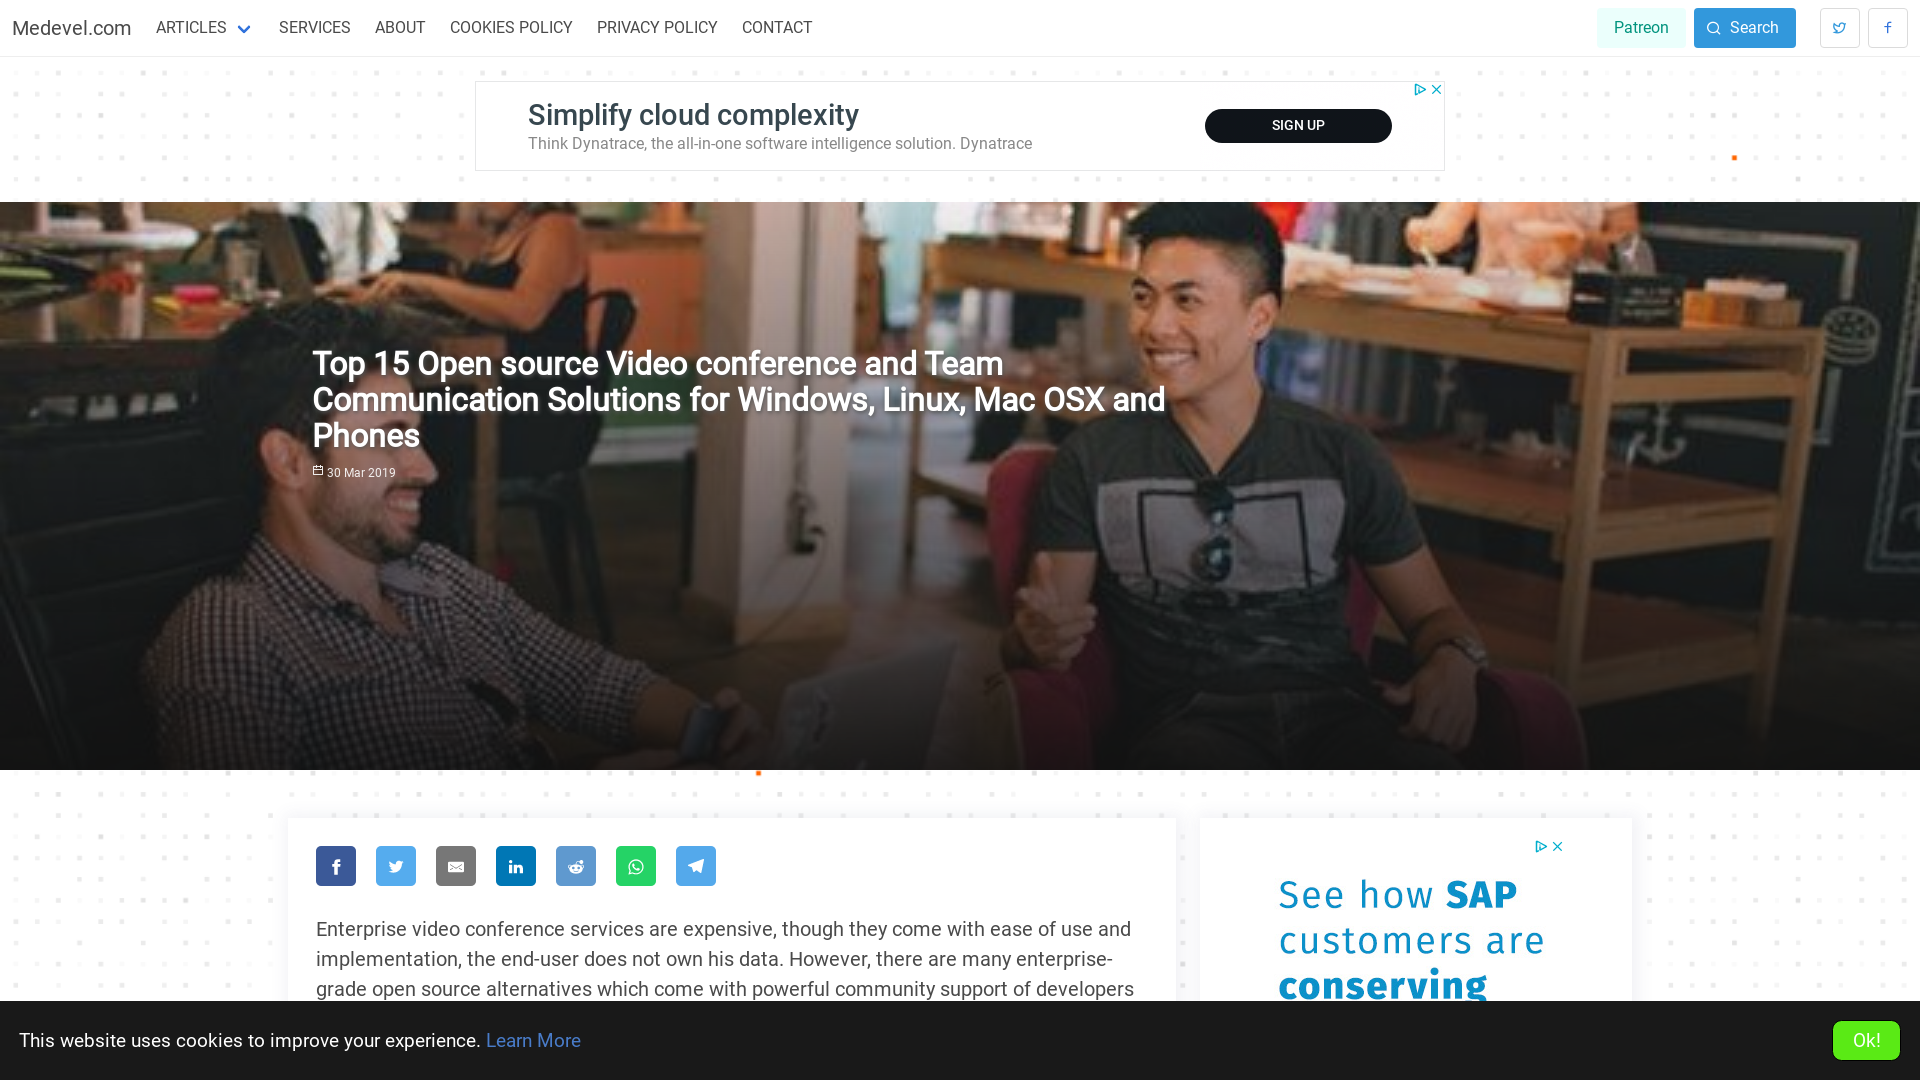 Medevel.com
ARTICLES SERVICES ABOUT COOKIES POLICY PRIVACY POLICY CONTACT
Patreon Search
Simplify cloud complexity
Think Dynatrace, the all-in-one software intelligence solution. Dynatrace
SIGN UP
Top 15 Open source Video conference and Team
Communication Solutions for Windows, Linux, Mac OSX and
Phones
30 Mar 2019
Enterprise video conference services are expensive, though they come with ease of use and
implementation, the end-user does not own his data. However, there are many enterprise-
grade open source alternatives which come with powerful community support of developers
See how SAP
customers are
conserving
This website uses cookies to improve your experience. Learn More
Ok!